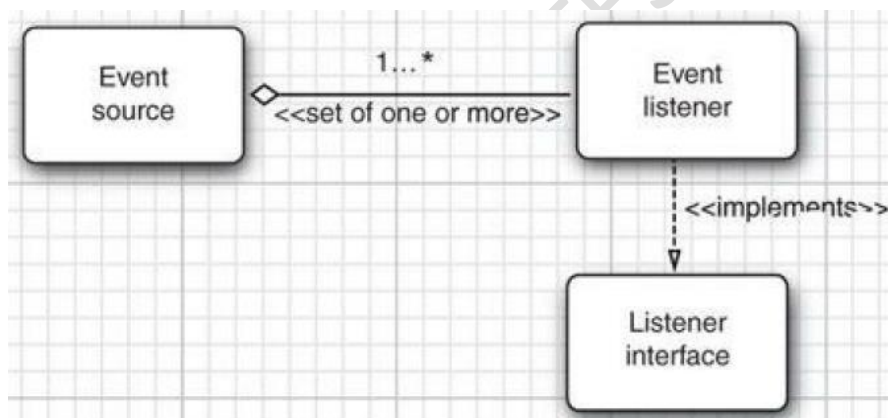 Event
source
1...*
<<set of one or more>>
Event
listener
<<implements>>
Listener
interface